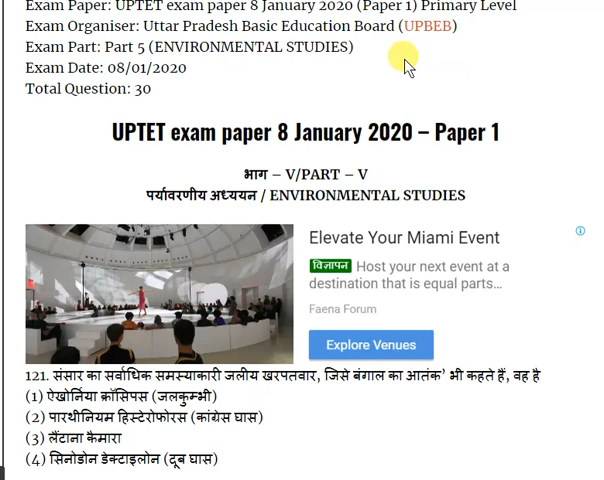 Exam Paper: UPTET exam paper 8 January 2020 (Paper 1) Primary Level
Exam Organiser: Uttar Pradesh Basic Education Board (UPBEB)
Exam Part: Part 5 (ENVIRONMENTAL STUDIES)
Exam Date: 08/01/2020
Total Question: 30
UPTET exam paper 8 January 2020 – Paper 1
भाग – V/PART – V
पर्यावरणीय अध्ययन / ENVIRONMENTAL STUDIES
Elevate Your Miami Event
विज्ञापन Host your next event at a
destination that is equal parts...
Faena Forum
Explore Venues
121. संसार का सर्वाधिक समस्याकारी जलीय खरपतवार, जिसे बंगाल का आतंक’ भी कहते हैं, वह है
(1) ऐखोर्निया क्रॉसिपस (जलकुम्भी)
(2) पारथीनियम हिस्टेरोफोरस (कांग्रेस घास)
(3) लैंटाना कैमारा
(4) सिनोडोन डेक्टाइलोन (दूब घास)